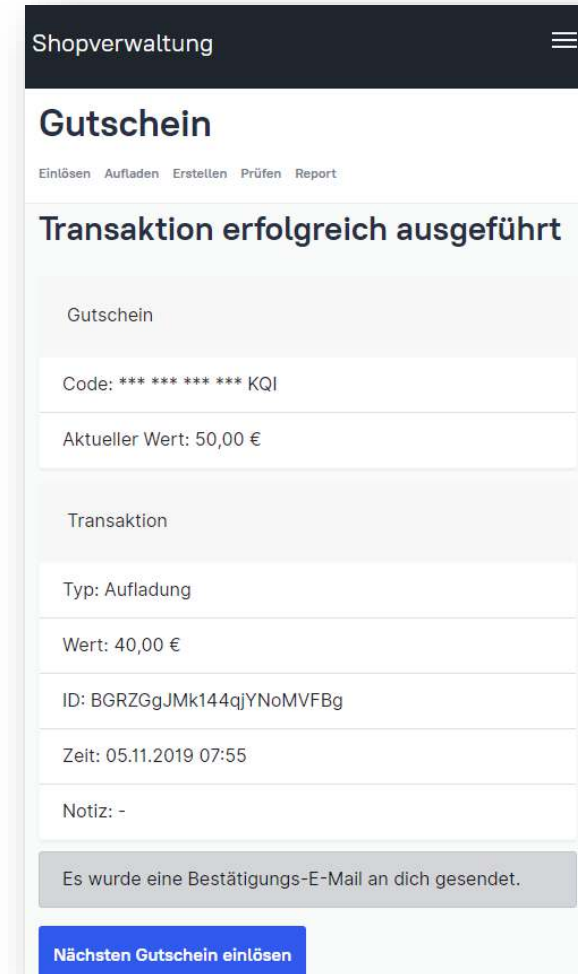 Shopverwaltung
Gutschein
Einlösen Aufladen Erstellen Prüfen Report
Transaktion erfolgreich ausgeführt
Gutschein
Code: *** *** *** *** KQI
Aktueller Wert: 50,00 €
Transaktion
Typ: Aufladung
Wert: 40,00 €
ID: BGRZGgJMk144qjYNoMVFBg
Zeit: 05.11.2019 07:55
Notiz: -
Es wurde eine Bestätigungs-E-Mail an dich gesendet.
Nächsten Gutschein einlösen